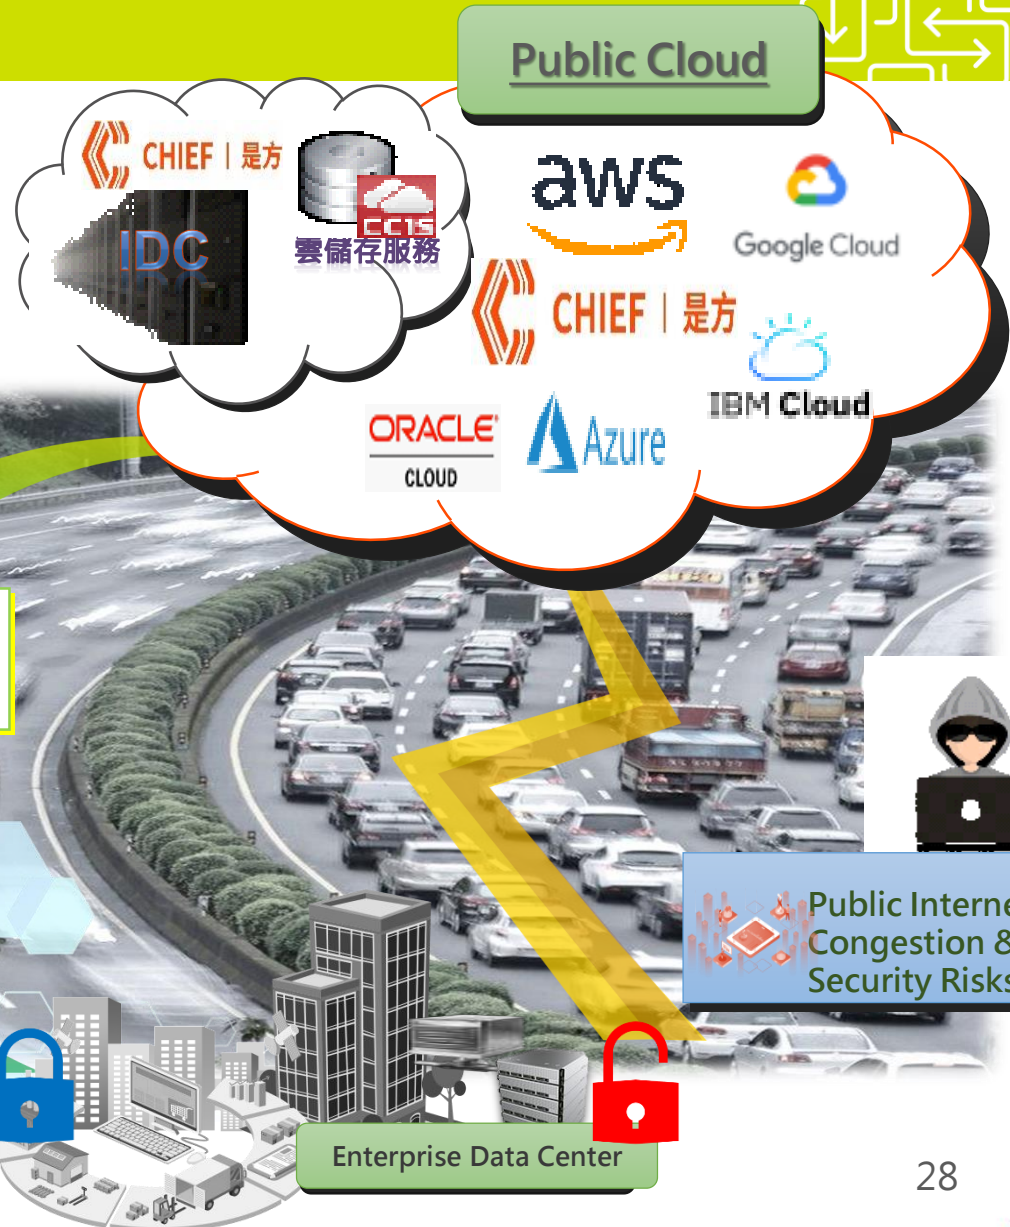 Public Cloud
CHIEF | 是方
IDC
CCIS
雲儲存服務
aws
Google Cloud
CHIEF | 是方
IBM Cloud
ORACLE
CLOUD
Azure
Public Interne
Congestion &
Security Risks
Enterprise Data Center
28